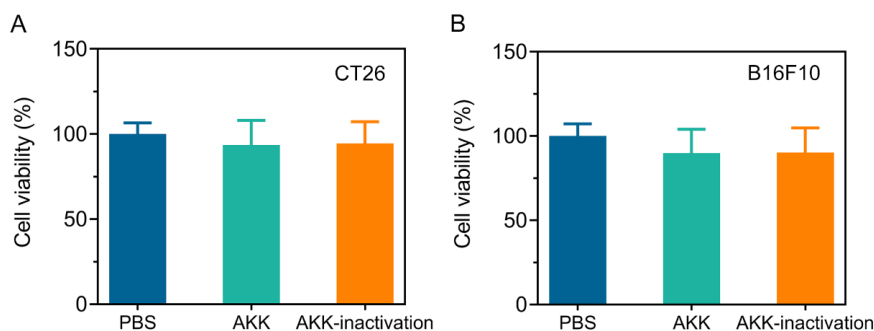 A
150
100
50
0
Cell viability (%)
CT26
PBS AKK AKK-inactivation
B
150
100
50
0
Cell viability (%)
B16F10
PBS AKK AKK-inactivation